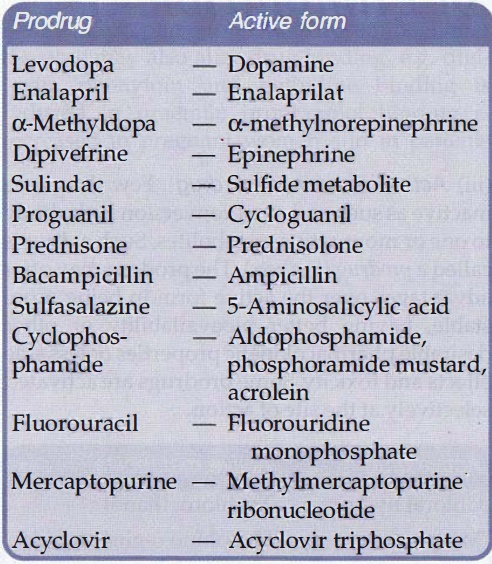 Prodrug Active form
Levodopa — Dopamine
Enalapril — Enalaprilat
α-Methyldopa — α-methylnorepinephrine
Dipivefrine — Epinephrine
Sulindac — Sulfide metabolite
Proguanil — Cycloguanil
Prednisone — Prednisolone
Bacampicillin — Ampicillin
Sulfasalazine — 5-Aminosalicylic acid
Cyclophos- — Aldophosphamide,
phamide phosphoramide mustard,
acrolein
Fluorouracil — Fluorouridine
monophosphate
Mercaptopurine — Methylmercaptopurine
ribonucleotide
Acyclovir — Acyclovir triphosphate